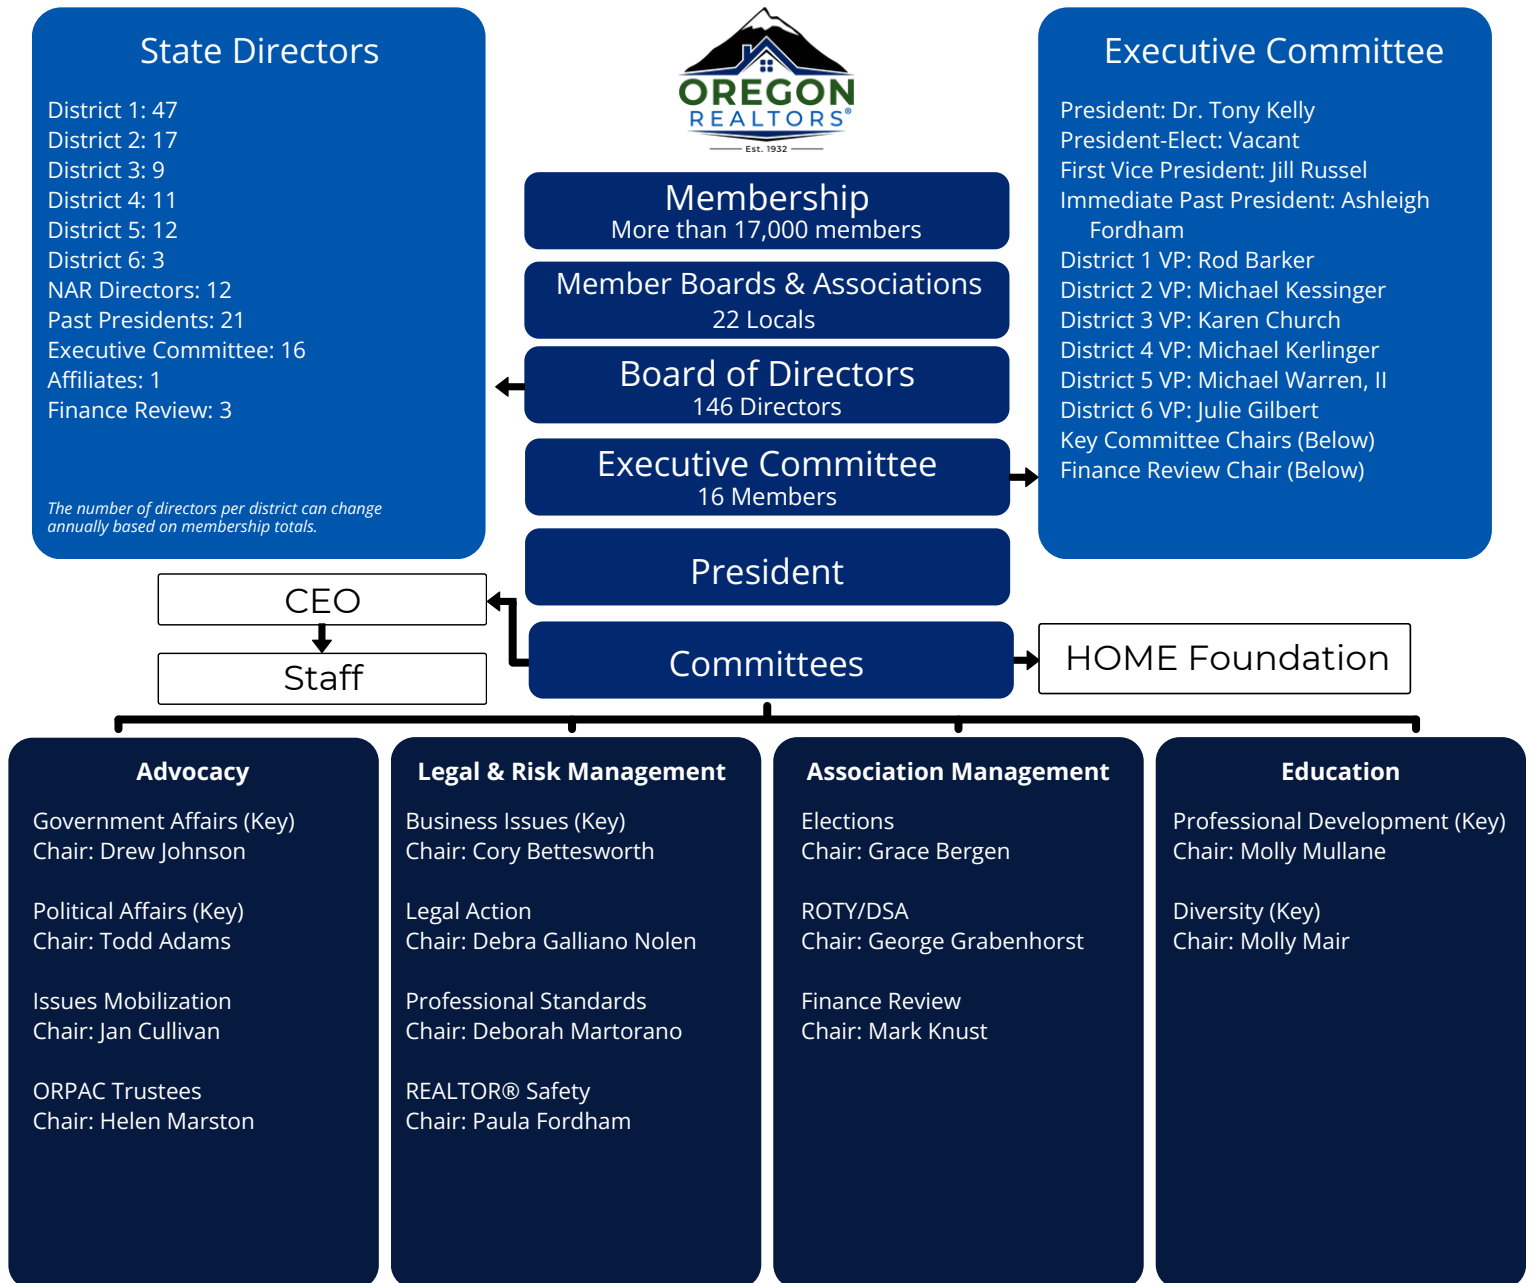 State Directors
District 1: 47
District 2: 17
District 3: 9
District 4: 11
District 5: 12
District 6: 3
NAR Directors: 12
Past Presidents: 21
Executive Committee: 16
Affiliates: 1
Finance Review: 3
The number of directors per district can change
annually based on membership totals.
OREGON
REALTORS®
Est. 1932
Membership
More than 17,000 members
Member Boards & Associations
22 Locals
Board of Directors
146 Directors
Executive Committee
16 Members
President
Committees
Executive Committee
President: Dr. Tony Kelly
President-Elect: Vacant
First Vice President: Jill Russel
Immediate Past President: Ashleigh
Fordham
District 1 VP: Rod Barker
District 2 VP: Michael Kessinger
District 3 VP: Karen Church
District 4 VP: Michael Kerlinger
District 5 VP: Michael Warren, II
District 6 VP: Julie Gilbert
Key Committee Chairs (Below)
Finance Review Chair (Below)
CEO
Staff
HOME Foundation
Advocacy
Government Affairs (Key)
Chair: Drew Johnson
Political Affairs (Key)
Chair: Todd Adams
Issues Mobilization
Chair: Jan Cullivan
ORPAC Trustees
Chair: Helen Marston
Legal & Risk Management
Business Issues (Key)
Chair: Cory Bettesworth
Legal Action
Chair: Debra Galliano Nolen
Professional Standards
Chair: Deborah Martorano
REALTOR® Safety
Chair: Paula Fordham
Association Management
Elections
Chair: Grace Bergen
ROTY/DSA
Chair: George Grabenhorst
Finance Review
Chair: Mark Knust
Education
Professional Development (Key)
Chair: Molly Mullane
Diversity (Key)
Chair: Molly Mair